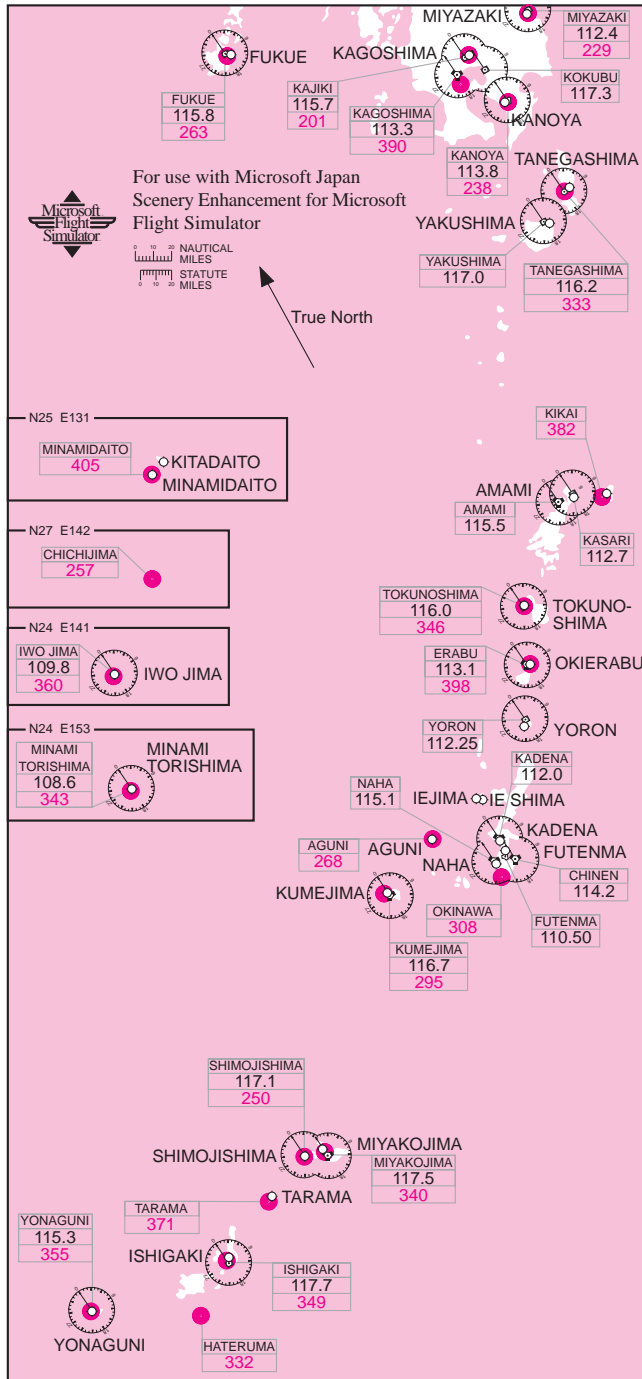 MIYAZAKI
MIYAZAKI
112.4
229
FUKUE
KAGOSHIMA
KOKUBU
117.3
FUKUE
115.8
263
KAJIKI
115.7
201
KAGOSHIMA
113.3
390
KANOYA
KANOYA
113.8
238
TANEGASHIMA
For use with Microsoft Japan
Scenery Enhancement for Microsoft
Flight Simulator
Microsoft
Flight
Simulator
YAKUSHIMA
0 10 20 NAUTICAL
MILES
STATUTE
0 10 20 MILES
YAKUSHIMA
117.0
TANEGASHIMA
116.2
333
True North
N25 E131
MINAMIDAITO
405
KITADAITO
MINAMIDAITO
KIKAI
382
AMAMI
AMAMI
115.5
KASARI
112.7
N27 E142
CHICHIJIMA
257
TOKUNOSHIMA
116.0
346
TOKUNO-
SHIMA
N24 E141
IWO JIMA
109.8
360
IWO JIMA
ERABU
113.1
398
OKIERABU
YORON
112.25
YORON
N24 E153
MINAMI
TORISHIMA
108.6
343
MINAMI
TORISHIMA
KADENA
112.0
NAHA
115.1
IEJIMA
IE SHIMA
KADENA
AGUNI
268
AGUNI
NAHA
FUTENMA
CHINEN
114.2
KUMEJIMA
OKINAWA
308
FUTENMA
110.50
KUMEJIMA
116.7
295
SHIMOJISHIMA
117.1
250
SHIMOJISHIMA
MIYAKOJIMA
MIYAKOJIMA
117.5
340
TARAMA
TARAMA
371
YONAGUNI
115.3
355
ISHIGAKI
ISHIGAKI
117.7
349
YONAGUNI
HATERUMA
332